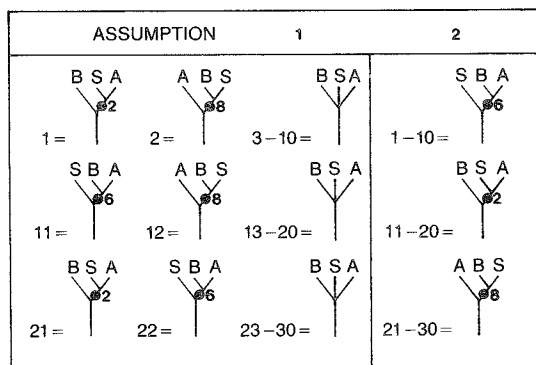 ASSUMPTION 1 2
B S A A B S B S A S B A
2 8 6
1= 2= 3–10= 1–10=
S B A A B S B S A B S A
6 8 2
11= 12= 13–20= 11–20=
B S A S B A B S A A B S
2 6 8
21= 22= 23–30= 21–30=